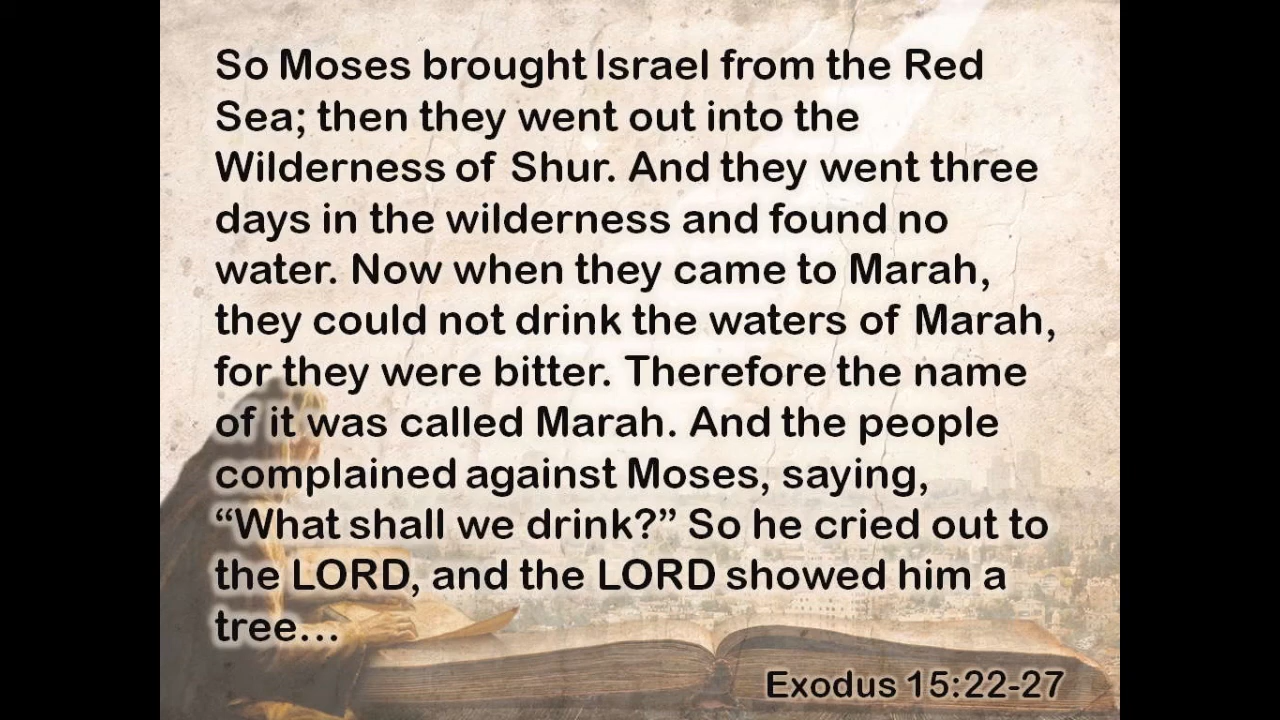 So Moses brought Israel from the Red
Sea; then they went out into the
Wilderness of Shur. And they went three
days in the wilderness and found no
water. Now when they came to Marah,
they could not drink the waters of Marah,
for they were bitter. Therefore the name
of it was called Marah. And the people
complained against Moses, saying,
“What shall we drink?” So he cried out to
the LORD, and the LORD showed him a
tree...
Exodus 15:22-27